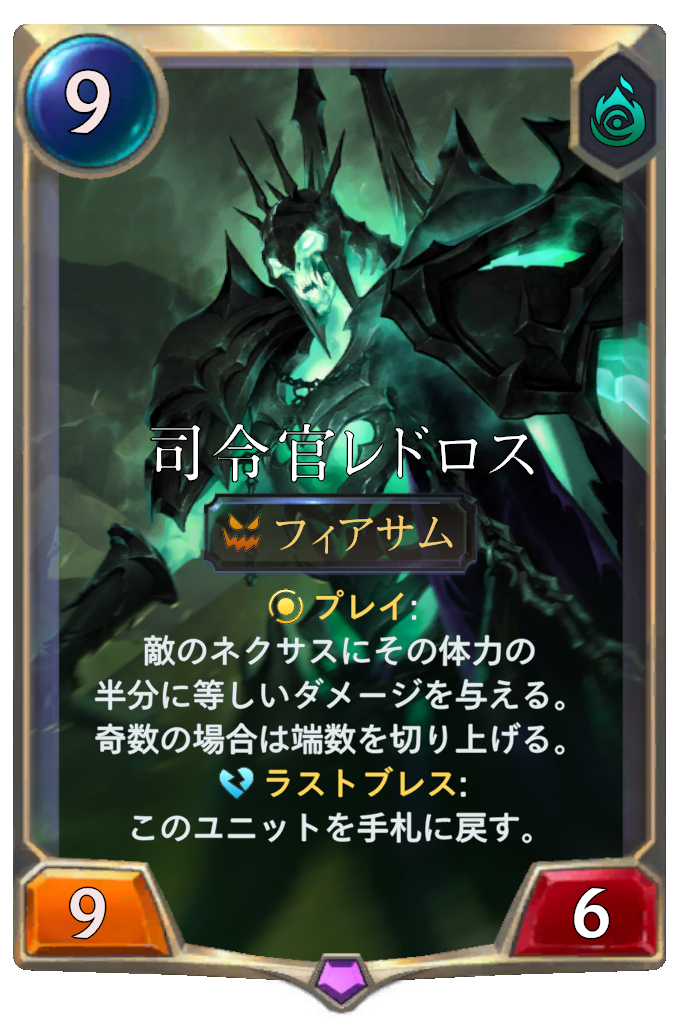 9
司令官レドロス
フィアサム
プレイ:
敵のネクサスにその体力の
半分に等しいダメージを与える。
奇数の場合は端数を切り上げる。
ラストブレス:
このユニットを手札に戻す。
9
6